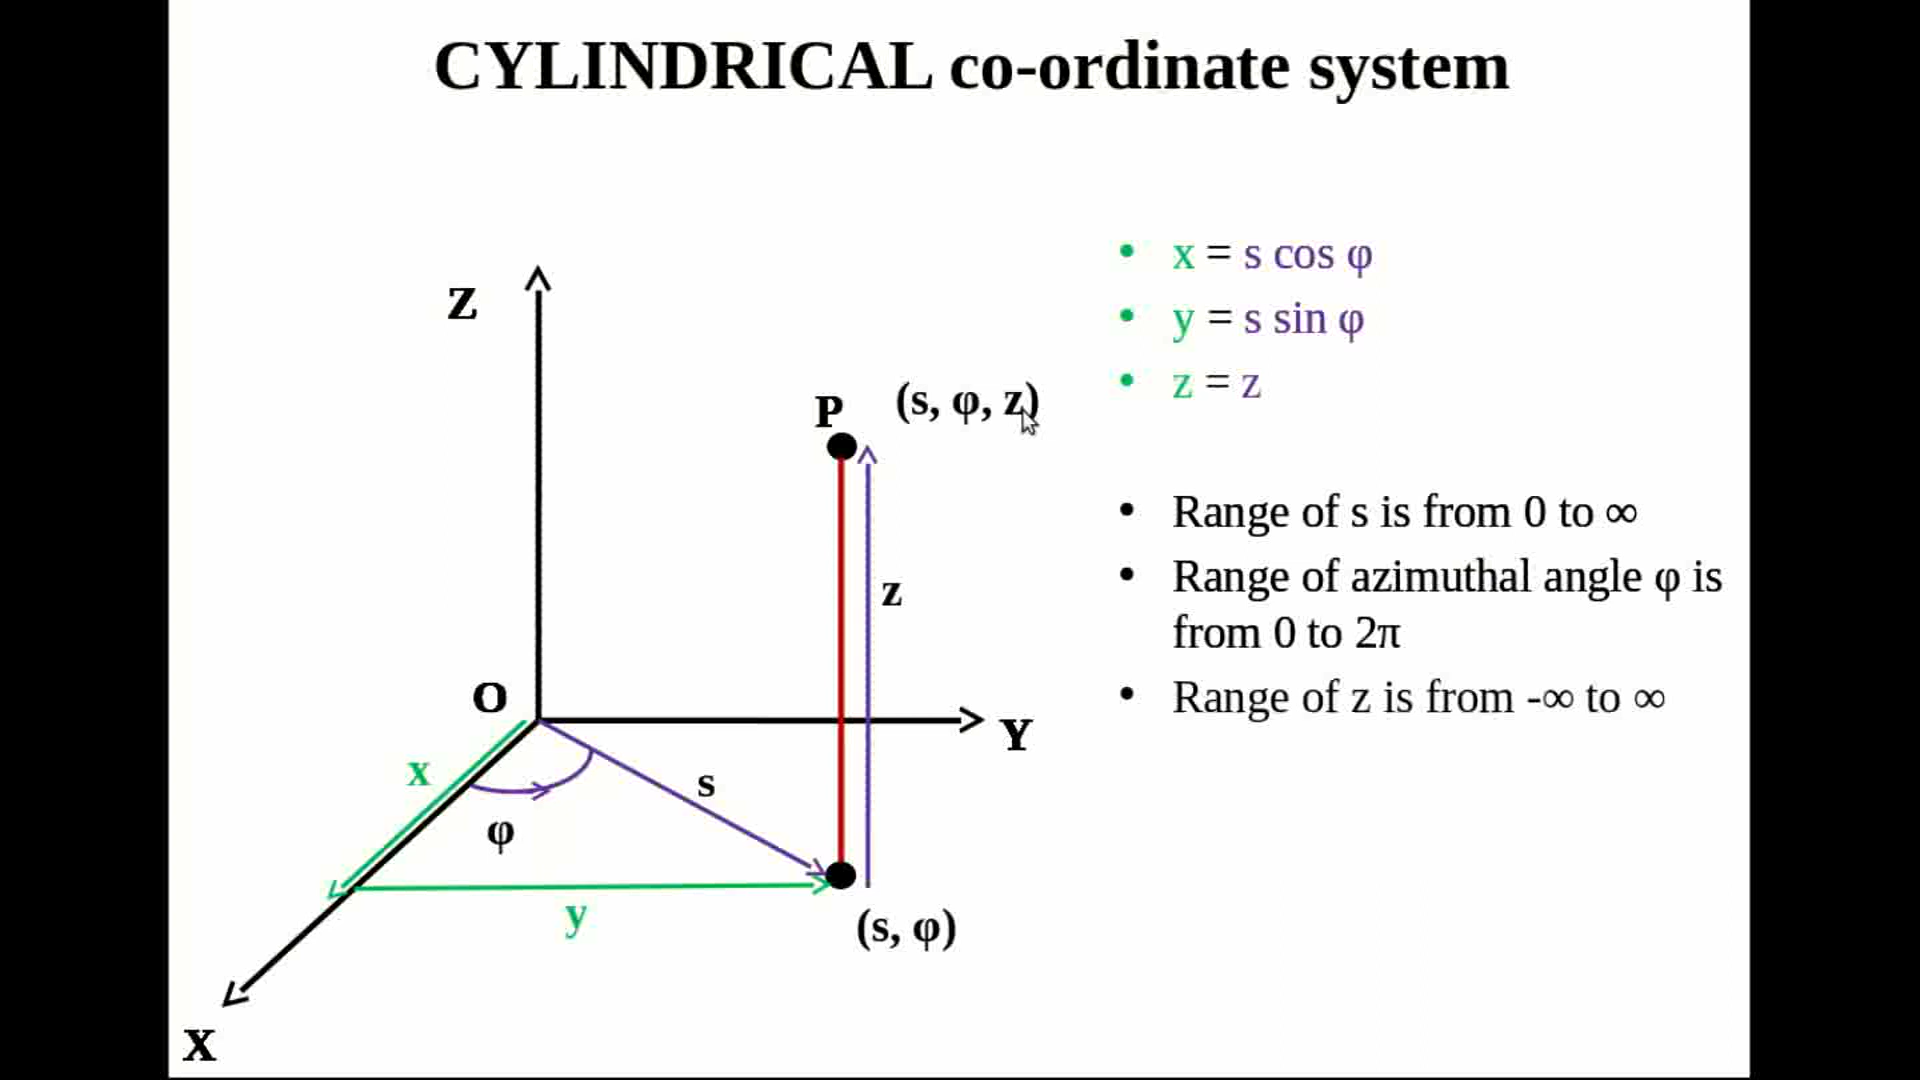 CYLINDRICAL co-ordinate system
• x = s cos φ
• y = s sin φ
• z = z
• Range of s is from 0 to ∞
• Range of azimuthal angle φ is
from 0 to 2π
• Range of z is from -∞ to ∞
Z
P (s, φ, z)
z
O
Y
x
s
φ
y
(s, φ)
X